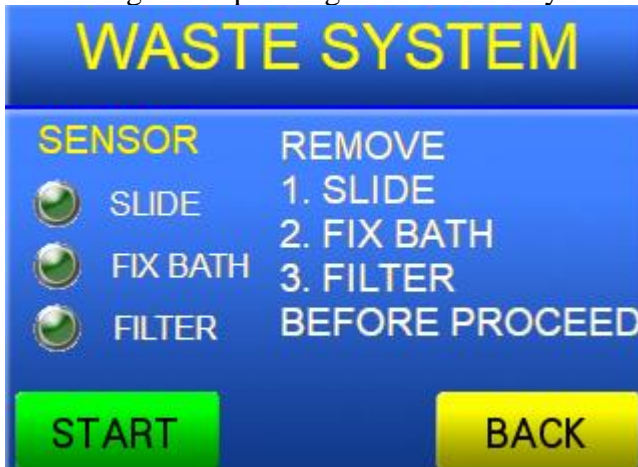 WASTE SYSTEM
SENSOR
SLIDE
FIX BATH
FILTER
REMOVE
1. SLIDE
2. FIX BATH
3. FILTER
BEFORE PROCEED
START
BACK